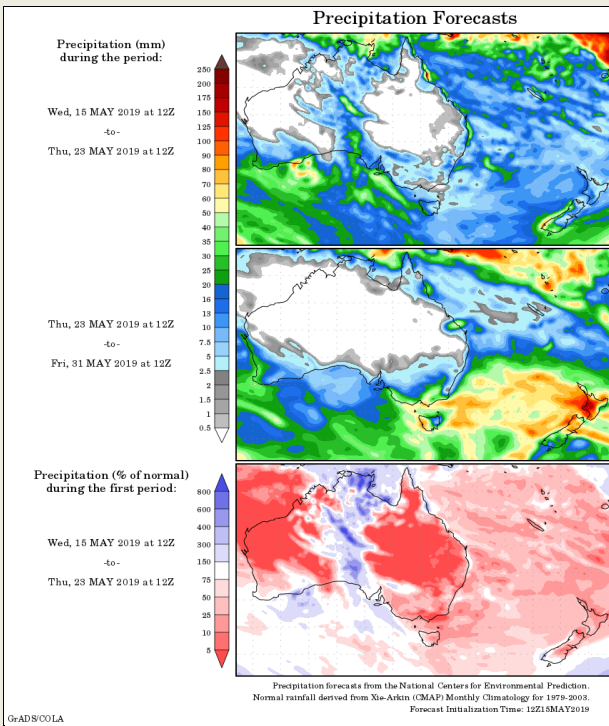 Precipitation Forecasts
Precipitation (mm)
during the period:
Wed, 15 MAY 2019 at 12Z
-to-
Thu, 23 MAY 2019 at 12Z
250
200
175
150
125
100
90
80
70
60
50
40
35
30
25
20
16
13
10
7.5
5
2.5
2
1.5
1
0.5
Thu, 23 MAY 2019 at 12Z
-to-
Fri, 31 MAY 2019 at 12Z
Precipitation (% of normal)
during the first period:
Wed, 15 MAY 2019 at 12Z
-to-
Thu, 23 MAY 2019 at 12Z
800
600
400
300
150
75
50
25
10
5
Precipitation forecasts from the National Centers for Environmental Prediction.
Normal rainfall derived from Xie-Arkin (CMAP) Monthly Climatology for 1979-2003.
Forecast Initialization Time: 12Z15MAY2019
GrADS/COLA